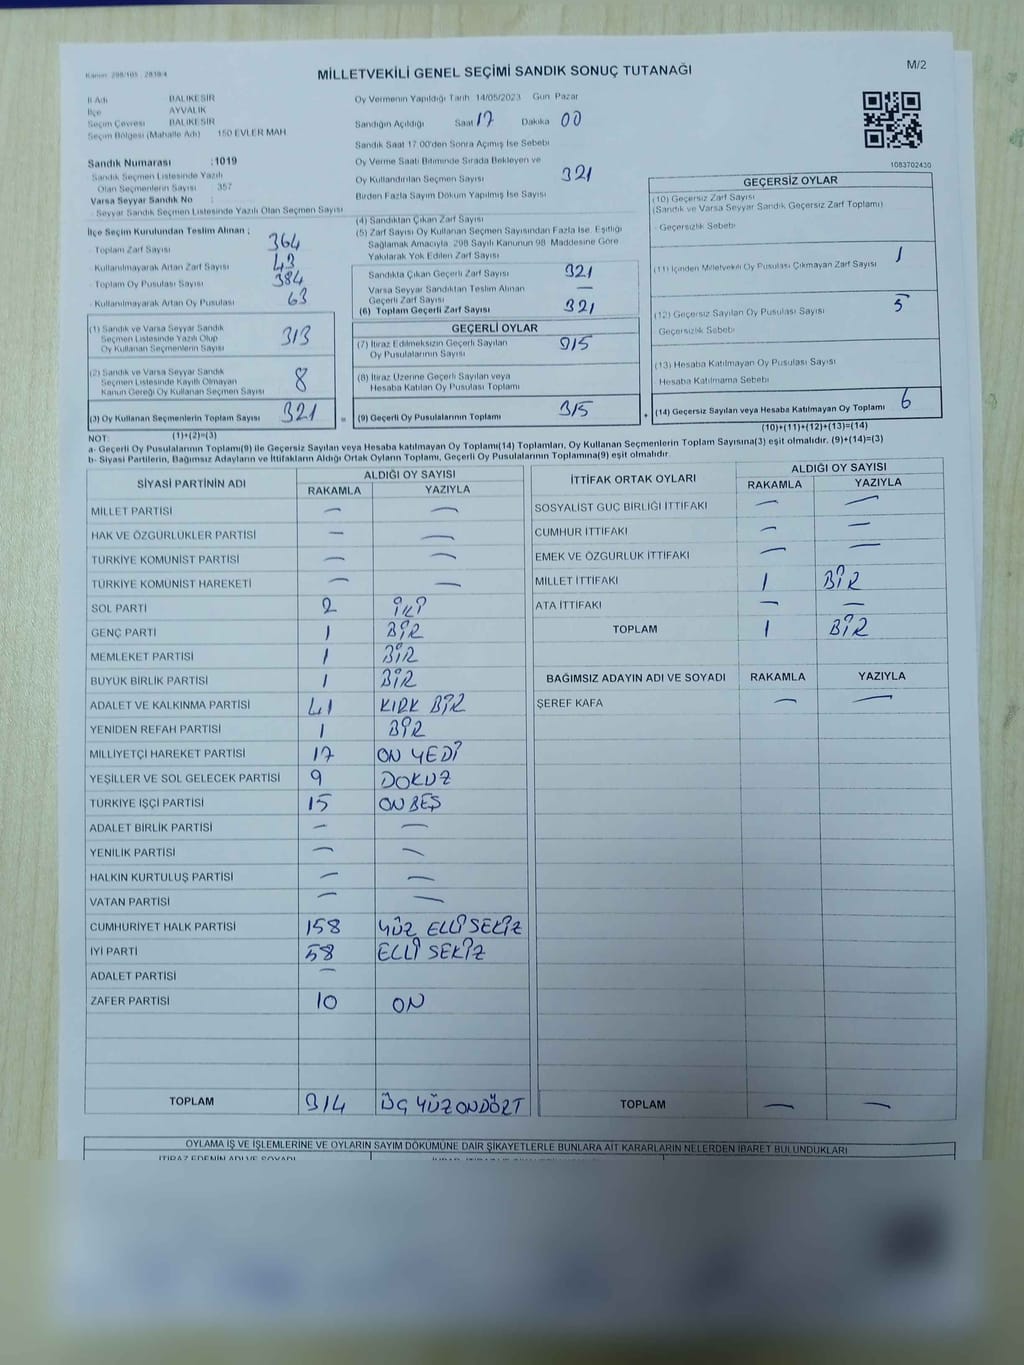 Kanun: 298/105 - 2839/4
MİLLETVEKİLİ GENEL SEÇİMİ SANDIK SONUÇ TUTANAĞI
M/2
İl Adı BALIKESİR
İlçe AYVALIK
Seçim Çevresi BALIKESİR
Seçim Bölgesi (Mahalle Adı) 150 EVLER MAH
Sandık Numarası : 1019
Sandık Seçmen Listesinde Yazılı
Olan Seçmenlerin Sayısı 357
Varsa Seyyar Sandık No :
- Seyyar Sandık Seçmen Listesinde Yazılı Olan Seçmen Sayısı
İlçe Seçim Kurulundan Teslim Alınan ;
- Toplam Zarf Sayısı 364
- Kullanılmayarak Artan Zarf Sayısı 43
- Toplam Oy Pusulası Sayısı 384
- Kullanılmayarak Artan Oy Pusulası 63
(1) Sandık ve Varsa Seyyar Sandık
Seçmen Listesinde Yazılı Olup
Oy Kullanan Seçmenlerin Sayısı 313
(2) Sandık ve Varsa Seyyar Sandık
Seçmen Listesinde Kayıtlı Olmayan
Kanun Gereği Oy Kullanan Seçmen Sayısı 8
(3) Oy Kullanan Seçmenlerin Toplam Sayısı 321
(1)+(2)=(3)
Oy Vermenin Yapıldığı Tarih 14/05/2023 Gün Pazar
Sandığın Açıldığı Saat 17 Dakika 00
Sandık Saat 17:00'den Sonra Açımış İse Sebebi
Oy Verme Saati Bitiminde Sırada Bekleyen ve
Oy Kullandırılan Seçmen Sayısı 321
Birden Fazla Sayım Döküm Yapılmış İse Sayısı
(4) Sandıktan Çıkan Zarf Sayısı
(5) Zarf Sayısı Oy Kullanan Seçmen Sayısından Fazla İse, Eşitliği
Sağlamak Amacıyla 298 Sayılı Kanunun 98. Maddesine Göre
Yakılarak Yok Edilen Zarf Sayısı
Sandıkta Çıkan Geçerli Zarf Sayısı 321
Varsa Seyyar Sandıktan Teslim Alınan
Geçerli Zarf Sayısı —
(6) Toplam Geçerli Zarf Sayısı 321
GEÇERLİ OYLAR
(7) İtiraz Edilmeksizin Geçerli Sayılan
Oy Pusulalarının Sayısı 315
(8) İtiraz Üzerine Geçerli Sayılan veya
Hesaba Katılan Oy Pusulası Toplamı
= (9) Geçerli Oy Pusulalarının Toplamı 315
1083702430
GEÇERSİZ OYLAR
(10) Geçersiz Zarf Sayısı
(Sandık ve Varsa Seyyar Sandık Geçersiz Zarf Toplamı)
Geçersizlik Sebebi
(11) İçinden Milletvekili Oy Pusulası Çıkmayan Zarf Sayısı 1
(12) Geçersiz Sayılan Oy Pusulası Sayısı 5
Geçersizlik Sebebi
(13) Hesaba Katılmayan Oy Pusulası Sayısı
Hesaba Katılmama Sebebi
+ (14) Geçersiz Sayılan veya Hesaba Katılmayan Oy Toplamı 6
(10)+(11)+(12)+(13)=(14)
NOT:
a- Geçerli Oy Pusulalarının Toplamı(9) ile Geçersiz Sayılan veya Hesaba katılmayan Oy Toplamı(14) Toplamları, Oy Kullanan Seçmenlerin Toplam Sayısına(3) eşit olmalıdır. (9)+(14)=(3)
b- Siyasi Partilerin, Bağımsız Adayların ve İttifakların Aldığı Ortak Oyların Toplamı, Geçerli Oy Pusulalarının Toplamına(9) eşit olmalıdır.
SİYASİ PARTİNİN ADI ALDIĞI OY SAYISI
RAKAMLA YAZIYLA
MİLLET PARTİSİ — —
HAK VE ÖZGÜRLÜKLER PARTİSİ — —
TÜRKİYE KOMÜNİST PARTİSİ — —
TÜRKİYE KOMÜNİST HAREKETİ — —
SOL PARTİ 2 İKİ
GENÇ PARTİ 1 BİR
MEMLEKET PARTİSİ 1 BİR
BÜYÜK BİRLİK PARTİSİ 1 BİR
ADALET VE KALKINMA PARTİSİ 41 KIRK BİR
YENİDEN REFAH PARTİSİ 1 BİR
MİLLİYETÇİ HAREKET PARTİSİ 17 ON YEDİ
YEŞİLLER VE SOL GELECEK PARTİSİ 9 DOKUZ
TÜRKİYE İŞÇİ PARTİSİ 15 ONBEŞ
ADALET BİRLİK PARTİSİ — —
YENİLİK PARTİSİ — —
HALKIN KURTULUŞ PARTİSİ — —
VATAN PARTİSİ — —
CUMHURİYET HALK PARTİSİ 158 YÜZ ELLİ SEKİZ
İYİ PARTİ 58 ELLİ SEKİZ
ADALET PARTİSİ —
ZAFER PARTİSİ 10 ON
TOPLAM 314 ÜÇ YÜZ ONDÖRT
İTTİFAK ORTAK OYLARI ALDIĞI OY SAYISI
RAKAMLA YAZIYLA
SOSYALİST GÜÇ BİRLİĞİ İTTİFAKI — —
CUMHUR İTTİFAKI — —
EMEK VE ÖZGÜRLÜK İTTİFAKI — —
MİLLET İTTİFAKI 1 BİR
ATA İTTİFAKI — —
TOPLAM 1 BİR
BAĞIMSIZ ADAYIN ADI VE SOYADI RAKAMLA YAZIYLA
ŞEREF KAFA — —
TOPLAM — —
OYLAMA İŞ VE İŞLEMLERİNE VE OYLARIN SAYIM DÖKÜMÜNE DAİR ŞİKAYETLERLE BUNLARA AİT KARARLARIN NELERDEN İBARET BULUNDUKLARI
İTİRAZ EDENİN ADI VE SOYADI